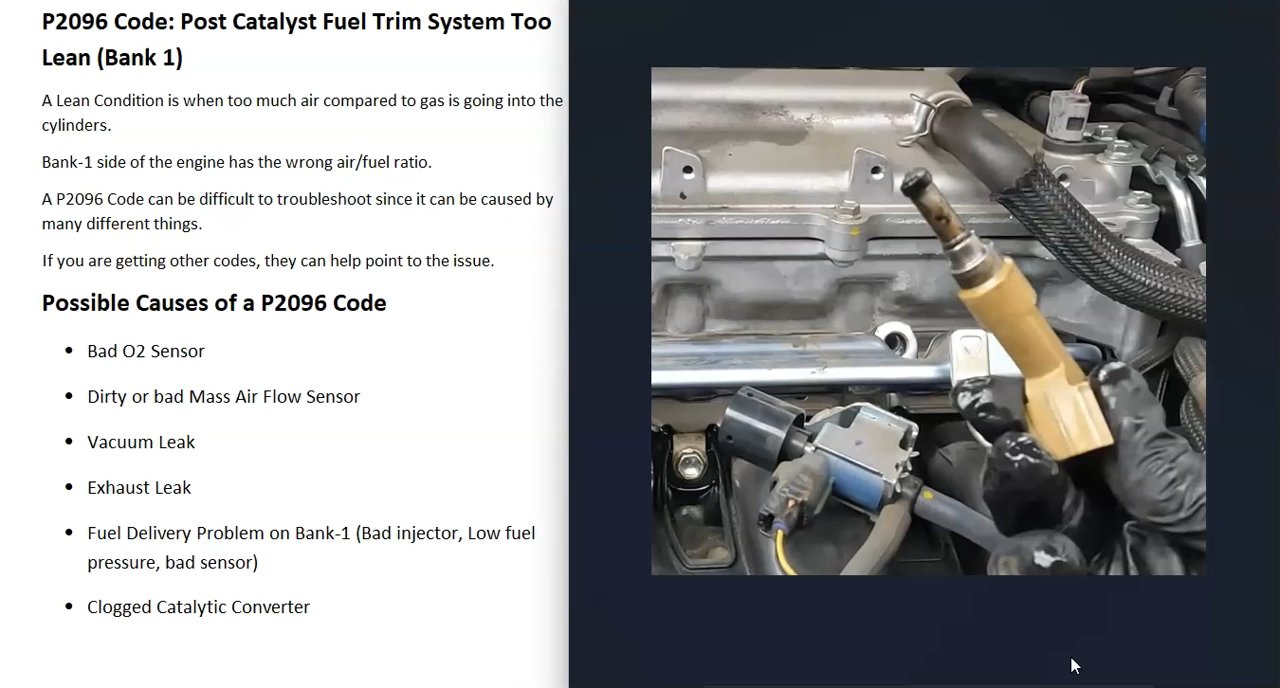 P2096 Code: Post Catalyst Fuel Trim System Too
Lean (Bank 1)
A Lean Condition is when too much air compared to gas is going into the
cylinders.
Bank-1 side of the engine has the wrong air/fuel ratio.
A P2096 Code can be difficult to troubleshoot since it can be caused by
many different things.
If you are getting other codes, they can help point to the issue.
Possible Causes of a P2096 Code
• Bad O2 Sensor
• Dirty or bad Mass Air Flow Sensor
• Vacuum Leak
• Exhaust Leak
• Fuel Delivery Problem on Bank-1 (Bad injector, Low fuel
pressure, bad sensor)
• Clogged Catalytic Converter